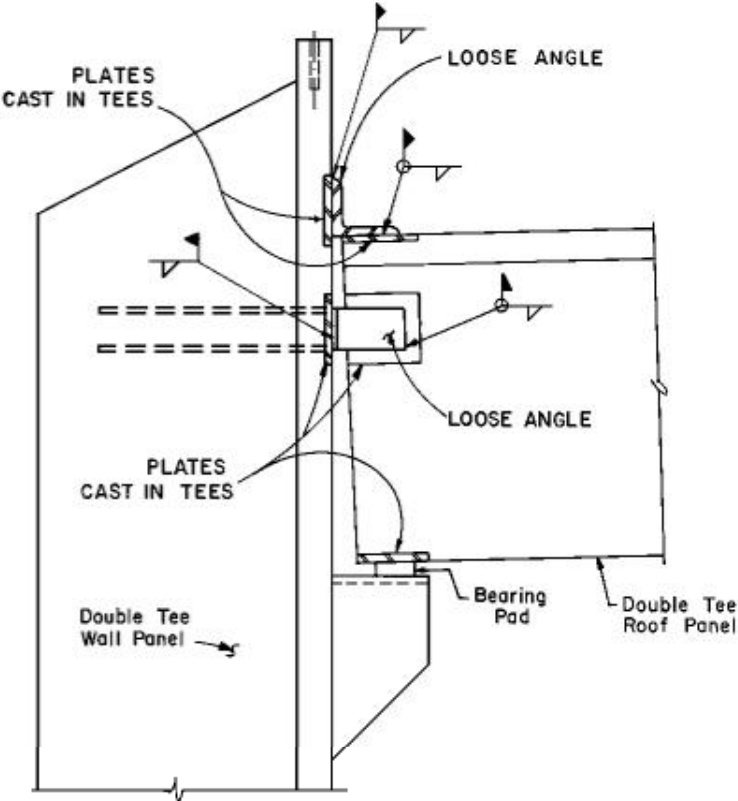 LOOSE ANGLE
PLATES
CAST IN TEES
LOOSE ANGLE
PLATES
CAST IN TEES
Bearing
Pad
Double Tee
Roof Panel
Double Tee
Wall Panel